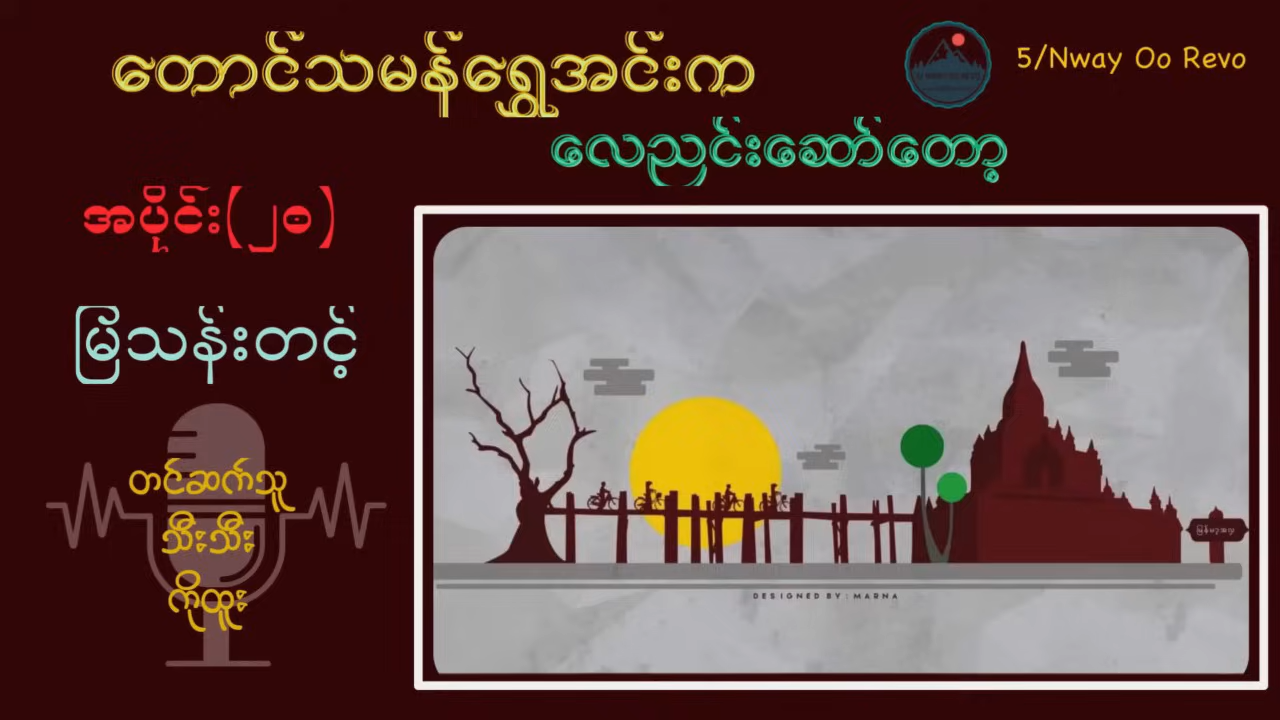 တောင်သမန်ရွှေအင်းက
5/Nway Oo Revo
လေညင်းဆော်တော့
အပိုင်း(၂၈)
မြသန်းတင့်
တင်ဆက်သူ
သီးသီး
ကိုထူး
DESIGNED BY : MARNA